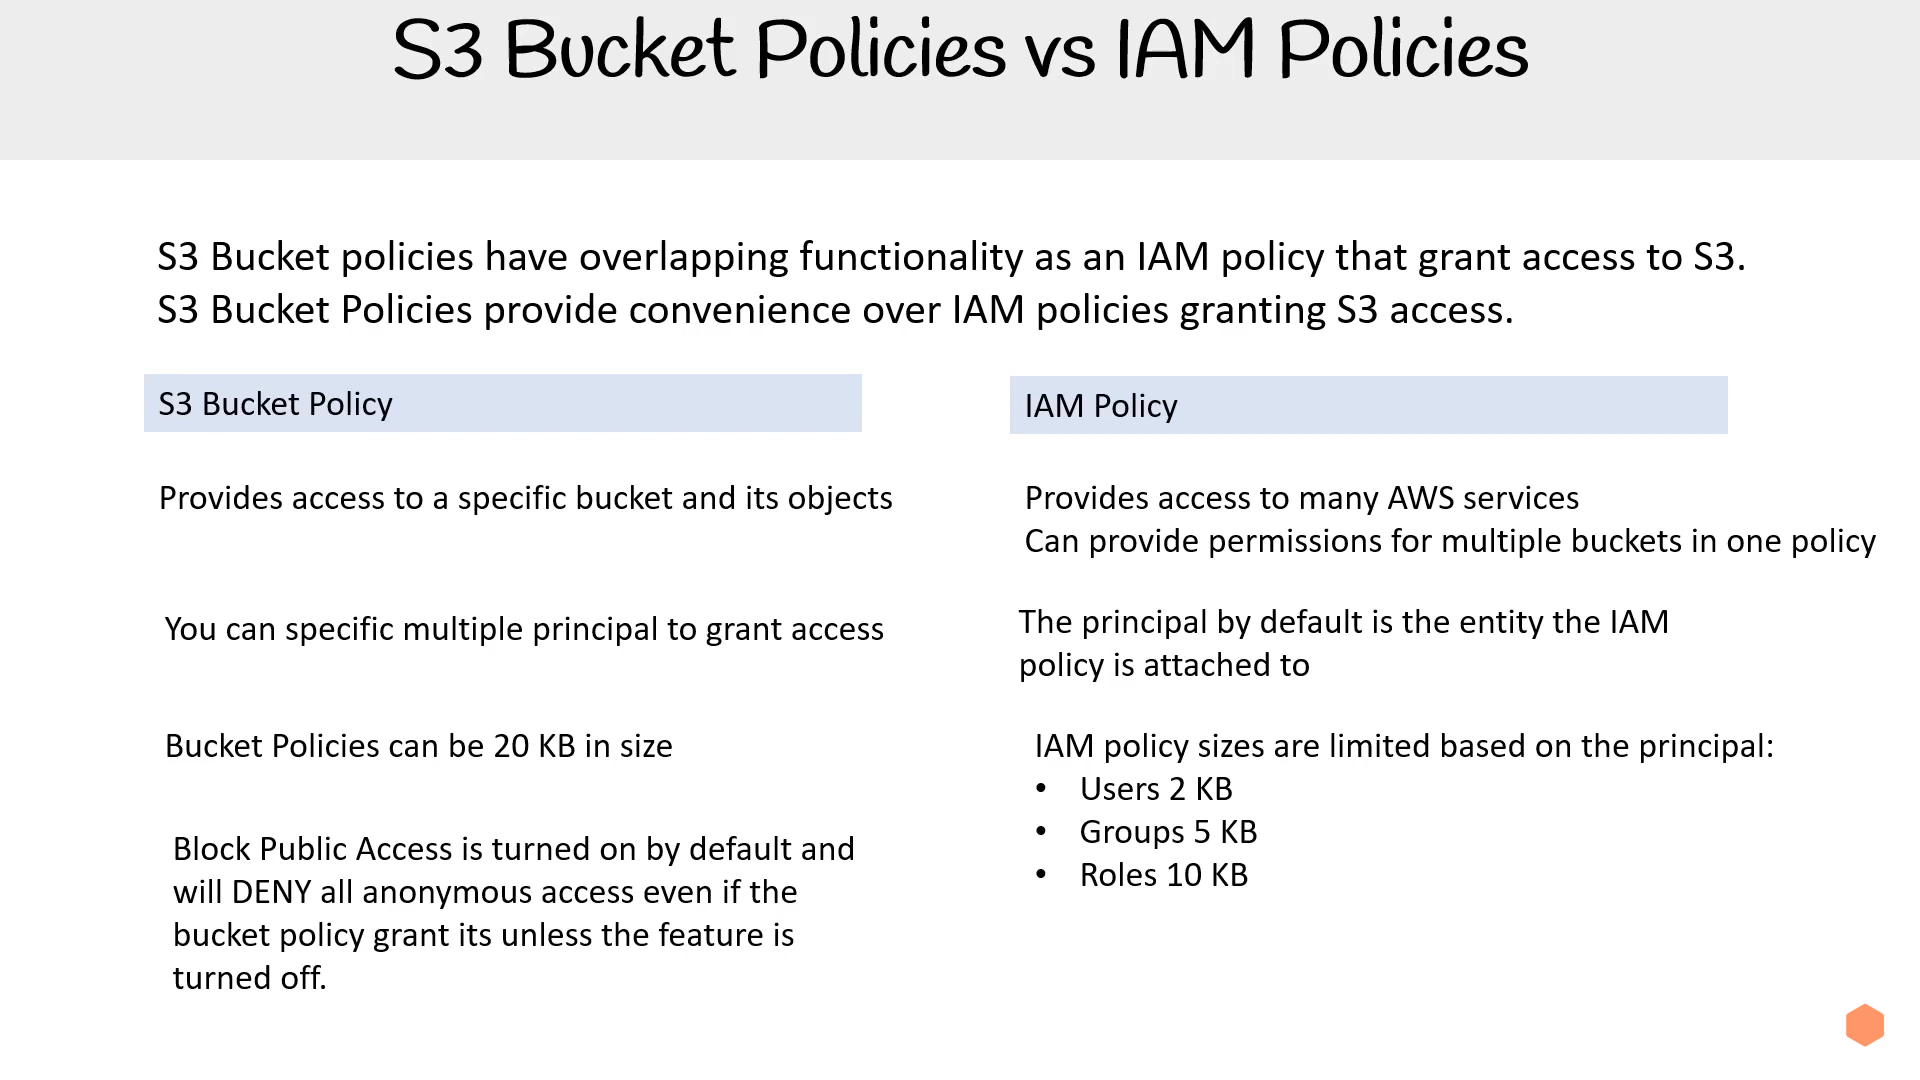 S3 Bucket Policies vs IAM Policies
S3 Bucket policies have overlapping functionality as an IAM policy that grant access to S3.
S3 Bucket Policies provide convenience over IAM policies granting S3 access.
S3 Bucket Policy
Provides access to a specific bucket and its objects
You can specific multiple principal to grant access
Bucket Policies can be 20 KB in size
Block Public Access is turned on by default and
will DENY all anonymous access even if the
bucket policy grant its unless the feature is
turned off.
IAM Policy
Provides access to many AWS services
Can provide permissions for multiple buckets in one policy
The principal by default is the entity the IAM
policy is attached to
IAM policy sizes are limited based on the principal:
• Users 2 KB
• Groups 5 KB
• Roles 10 KB